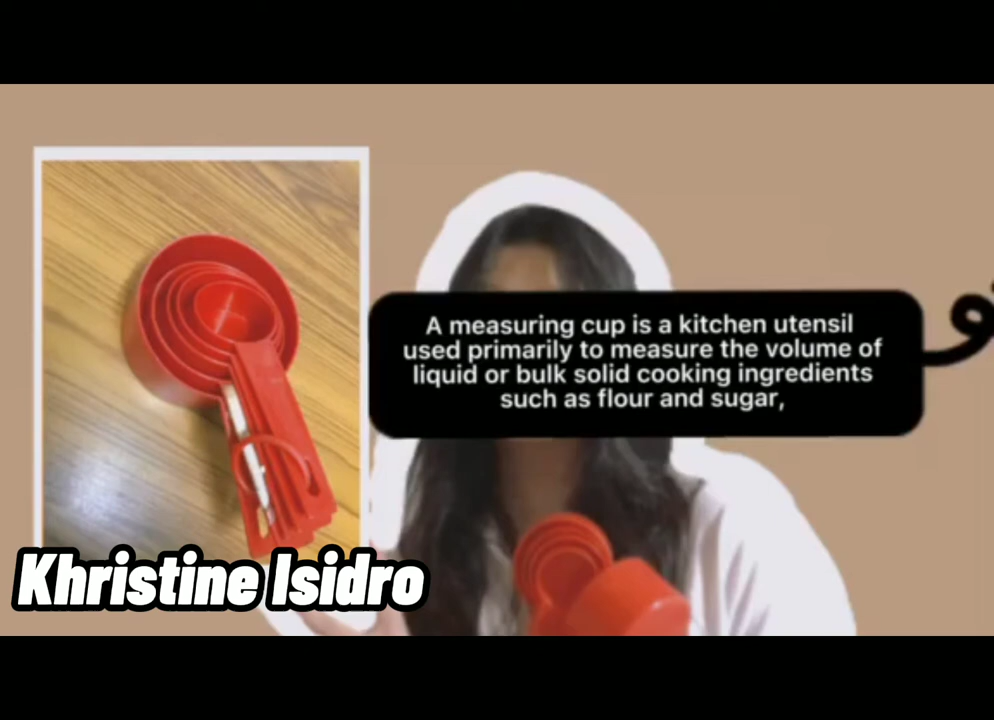 A measuring cup is a kitchen utensil
used primarily to measure the volume of
liquid or bulk solid cooking ingredients
such as flour and sugar,
Khristine Isidro